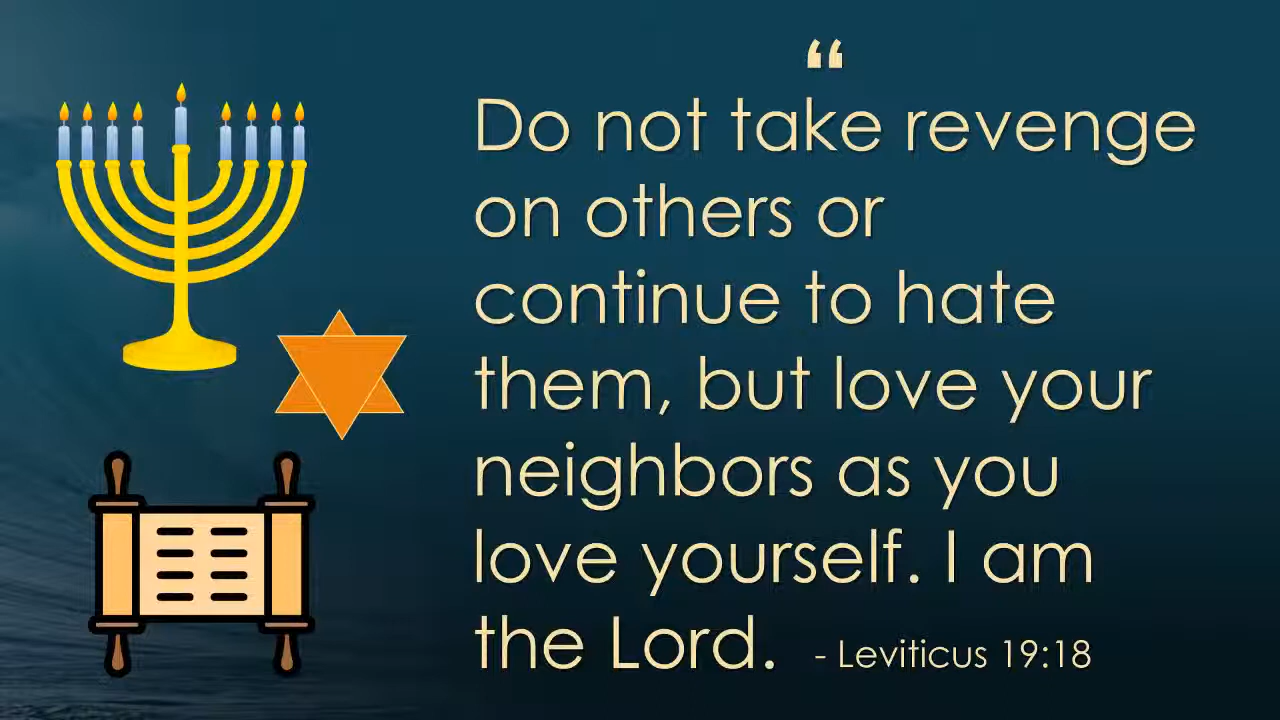 “
Do not take revenge
on others or
continue to hate
them, but love your
neighbors as you
love yourself. I am
the Lord. - Leviticus 19:18